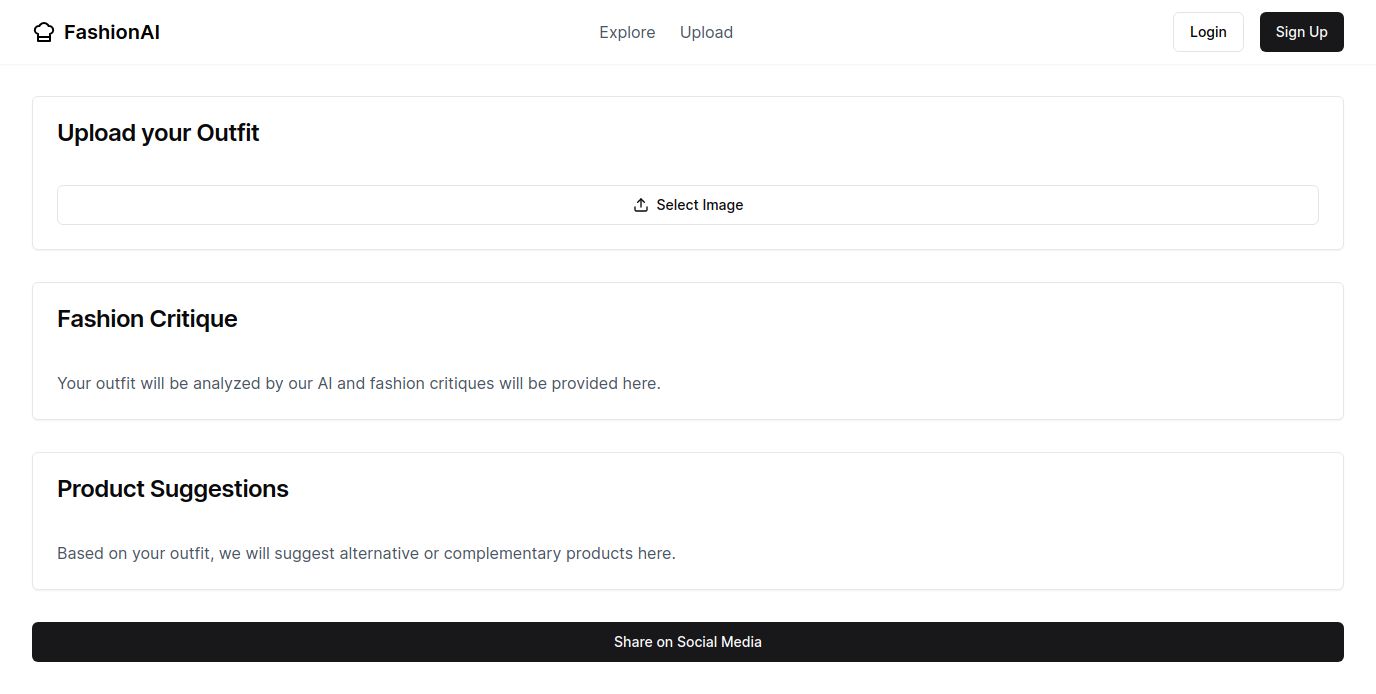 FashionAI
Explore
Upload
Login
Sign Up
Upload your Outfit
Select Image
Fashion Critique
Your outfit will be analyzed by our AI and fashion critiques will be provided here.
Product Suggestions
Based on your outfit, we will suggest alternative or complementary products here.
Share on Social Media